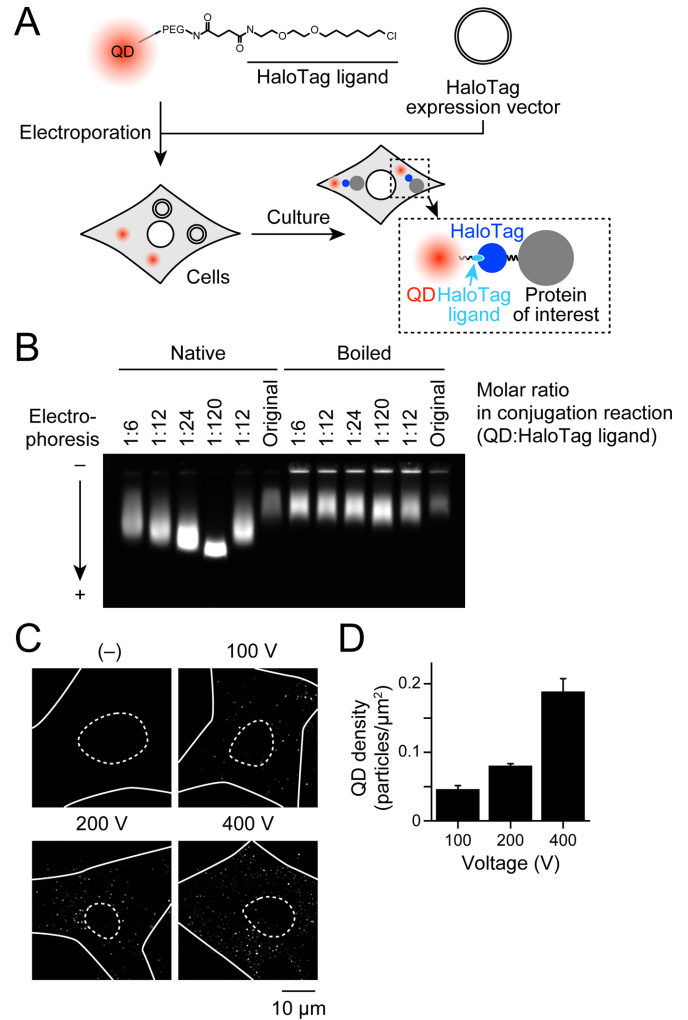 A
QD
PEG
N
O
O
N
O
O
Cl
HaloTag ligand
HaloTag
expression vector
Electroporation
Culture
Cells
HaloTag
QD
HaloTag
ligand
Protein
of interest
B
Native
Boiled
Electro-
phoresis
1:6
1:12
1:24
1:120
1:12
Original
1:6
1:12
1:24
1:120
1:12
Original
Molar ratio
in conjugation reaction
(QD:HaloTag ligand)
−
+
C
(–)
100 V
200 V
400 V
10 µm
D
QD density
(particles/µm²)
0.2
0.1
0
100
200
400
Voltage (V)